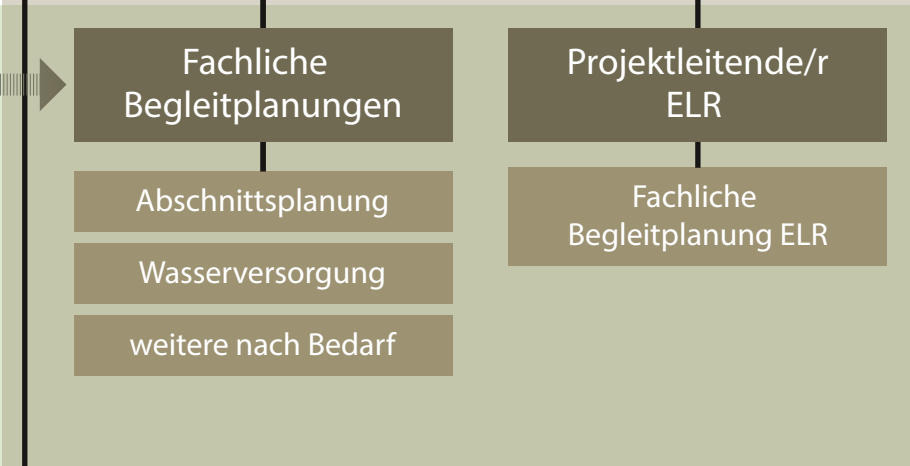 Fachliche
Begleitplanungen
Abschnittsplanung
Wasserversorgung
weitere nach Bedarf
Projektleitende/r
ELR
Fachliche
Begleitplanung ELR